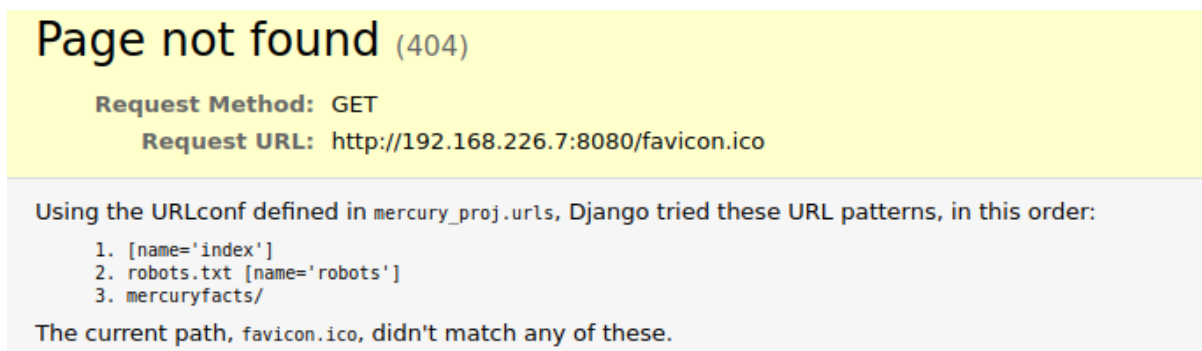 Page not found (404)
Request Method: GET
Request URL: http://192.168.226.7:8080/favicon.ico
Using the URLconf defined in mercury_proj.urls, Django tried these URL patterns, in this order:
1. [name='index']
2. robots.txt [name='robots']
3. mercuryfacts/
The current path, favicon.ico, didn't match any of these.